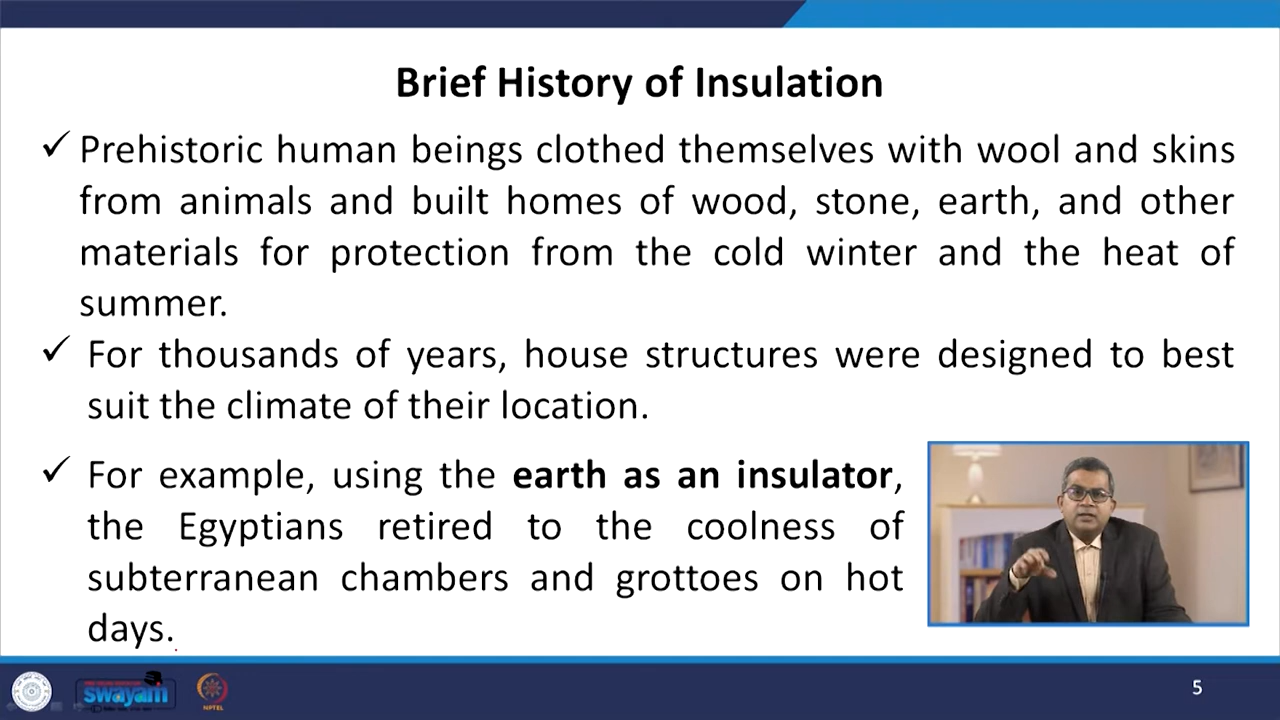 Brief History of Insulation
✓ Prehistoric human beings clothed themselves with wool and skins
from animals and built homes of wood, stone, earth, and other
materials for protection from the cold winter and the heat of
summer.
✓ For thousands of years, house structures were designed to best
suit the climate of their location.
✓ For example, using the earth as an insulator,
the Egyptians retired to the coolness of
subterranean chambers and grottoes on hot
days.
swayam
NPTEL
5